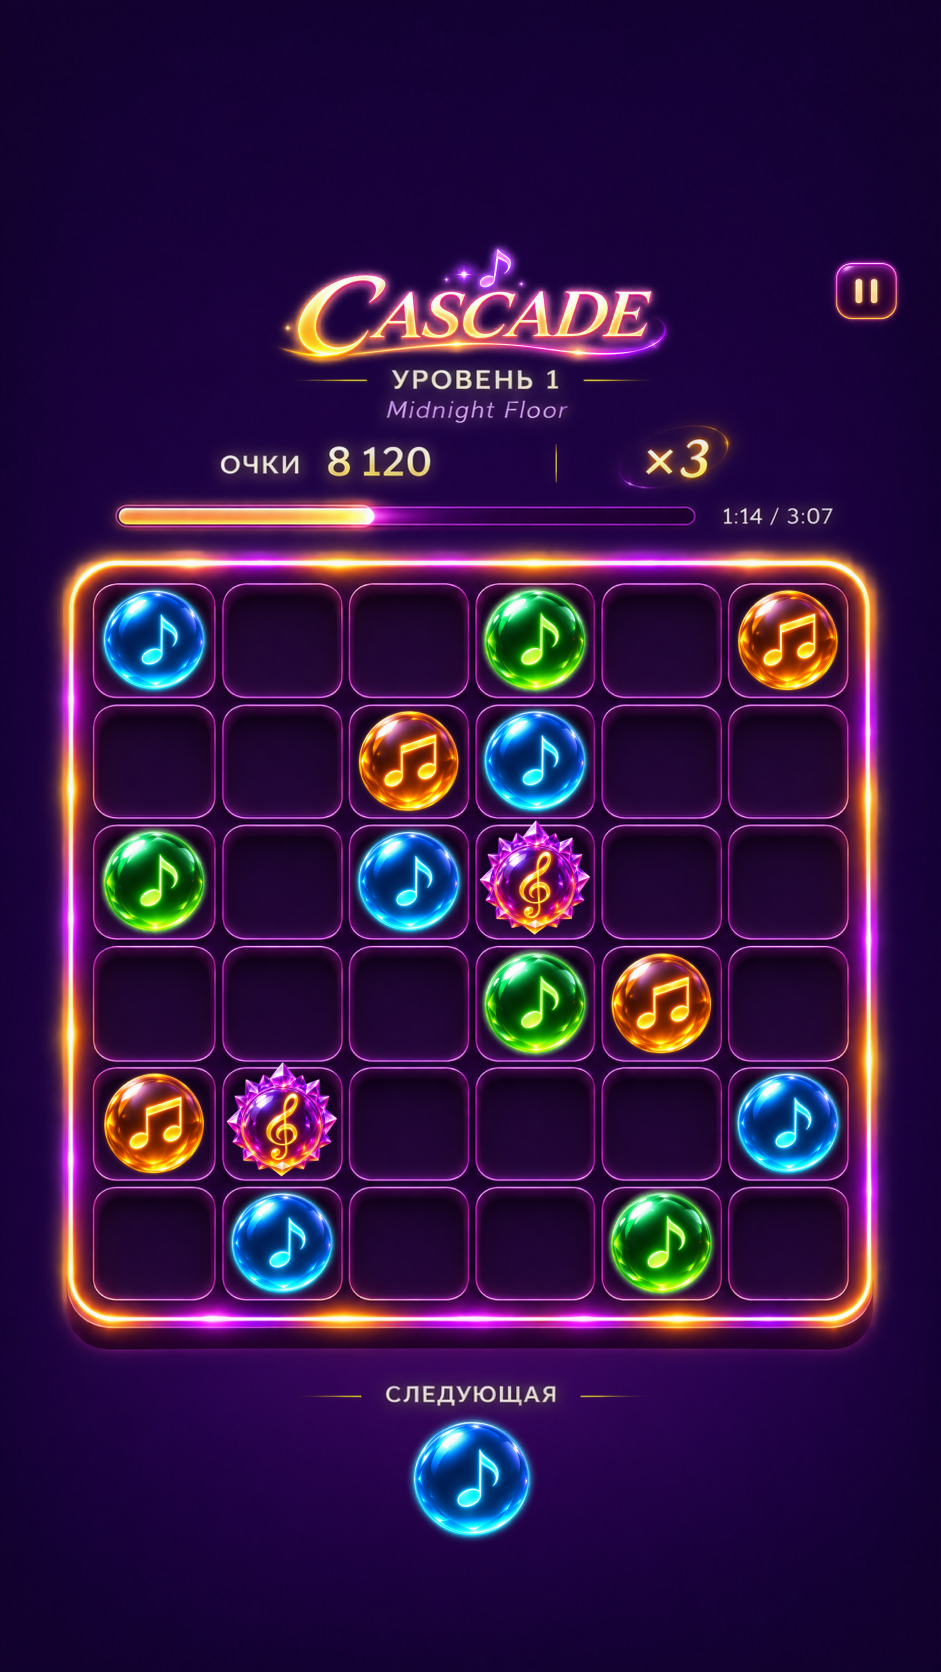 CASCADE
УРОВЕНЬ 1
Midnight Floor
ОЧКИ 8 120 ×3
1:14 / 3:07
СЛЕДУЮЩАЯ